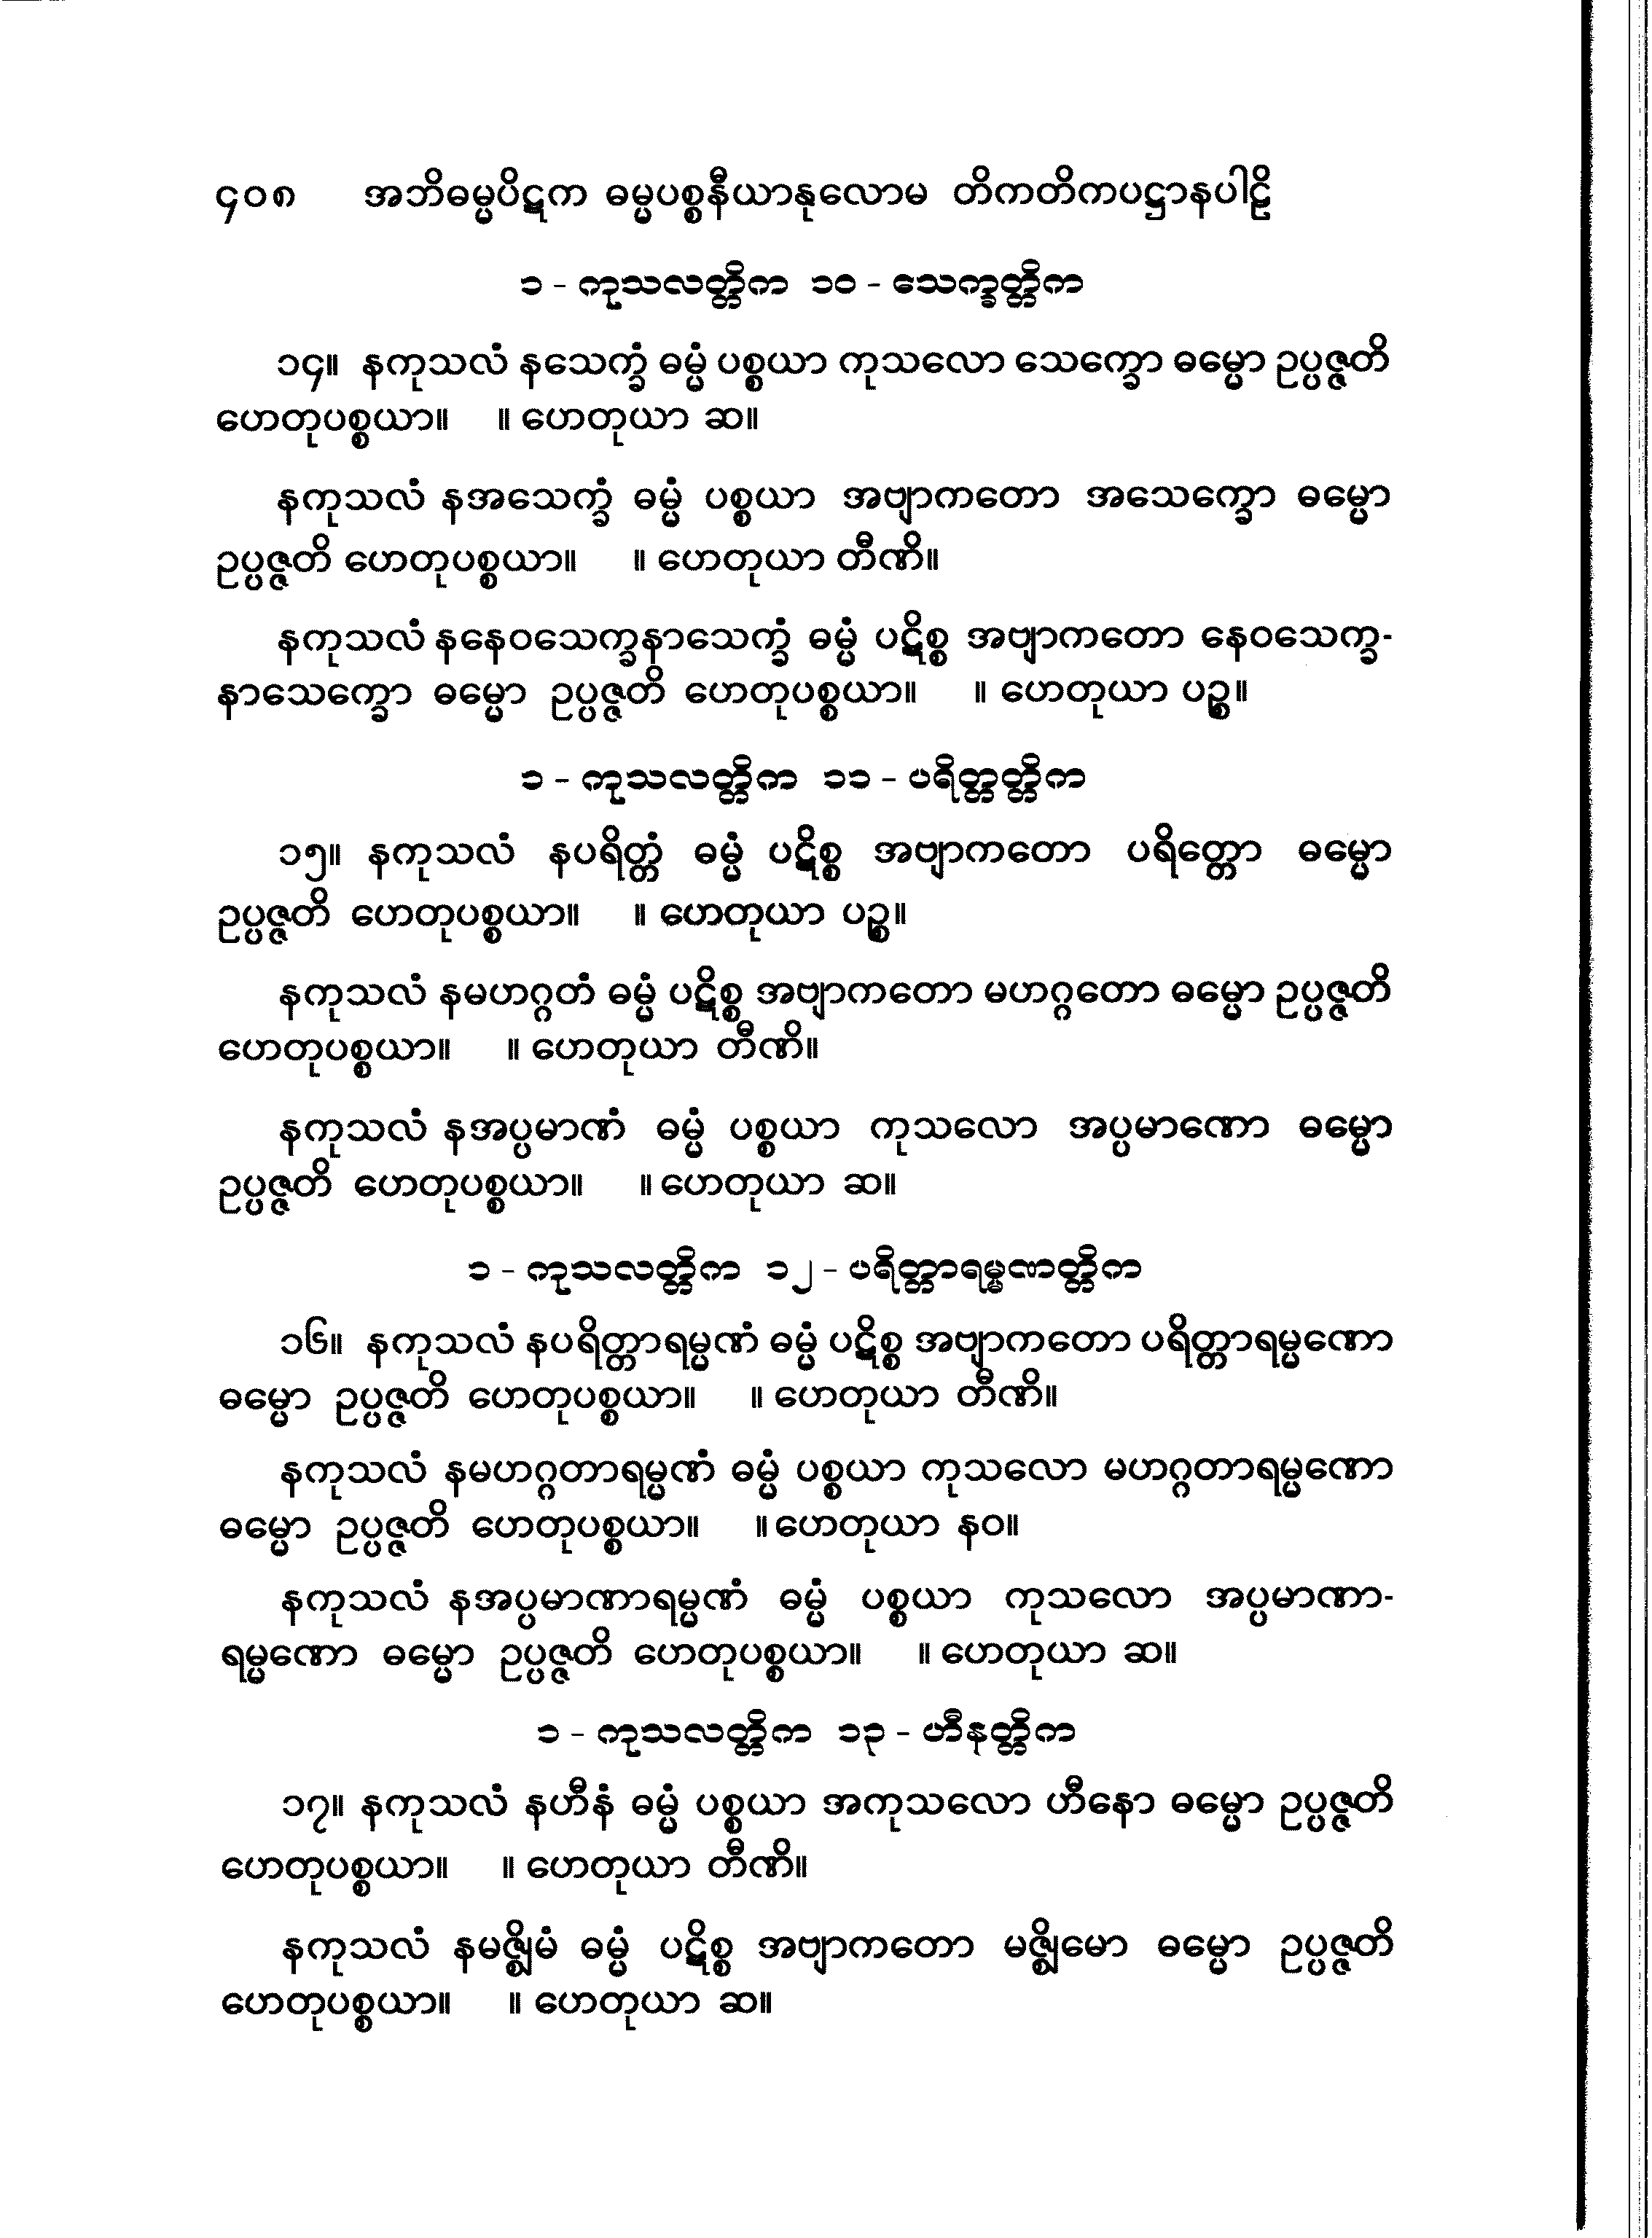 ၄၀၈ အဘိဓမ္မပိဋက ဓမ္မပစ္စနီယာနုလောမ တိကတိကပဋ္ဌာနပါဠိ
၁ - ကုသလတ္တိက ၁၀ - သေက္ခတ္တိက
၁၄။ နကုသလံ နသေက္ခံ ဓမ္မံ ပစ္စယာ ကုသလော သေက္ခော ဓမ္မော ဥပ္ပဇ္ဇတိ
ဟေတုပစ္စယာ။ ။ ဟေတုယာ ဆ။
နကုသလံ နအသေက္ခံ ဓမ္မံ ပစ္စယာ အဗျာကတော အသေက္ခော ဓမ္မော
ဥပ္ပဇ္ဇတိ ဟေတုပစ္စယာ။ ။ ဟေတုယာ တီဏိ။
နကုသလံ နနေဝသေက္ခနာသေက္ခံ ဓမ္မံ ပဋိစ္စ အဗျာကတော နေဝသေက္ခ-
နာသေက္ခော ဓမ္မော ဥပ္ပဇ္ဇတိ ဟေတုပစ္စယာ။ ။ ဟေတုယာ ပဉ္စ။
၁ - ကုသလတ္တိက ၁၁ - ပရိတ္တတ္တိက
၁၅။ နကုသလံ နပရိတ္တံ ဓမ္မံ ပဋိစ္စ အဗျာကတော ပရိတ္တော ဓမ္မော
ဥပ္ပဇ္ဇတိ ဟေတုပစ္စယာ။ ။ ဟေတုယာ ပဉ္စ။
နကုသလံ နမဟဂ္ဂတံ ဓမ္မံ ပဋိစ္စ အဗျာကတော မဟဂ္ဂတော ဓမ္မော ဥပ္ပဇ္ဇတိ
ဟေတုပစ္စယာ။ ။ ဟေတုယာ တီဏိ။
နကုသလံ နအပ္ပမာဏံ ဓမ္မံ ပစ္စယာ ကုသလော အပ္ပမာဏော ဓမ္မော
ဥပ္ပဇ္ဇတိ ဟေတုပစ္စယာ။ ။ ဟေတုယာ ဆ။
၁ - ကုသလတ္တိက ၁၂ - ပရိတ္တာရမ္မဏတ္တိက
၁၆။ နကုသလံ နပရိတ္တာရမ္မဏံ ဓမ္မံ ပဋိစ္စ အဗျာကတော ပရိတ္တာရမ္မဏော
ဓမ္မော ဥပ္ပဇ္ဇတိ ဟေတုပစ္စယာ။ ။ ဟေတုယာ တီဏိ။
နကုသလံ နမဟဂ္ဂတာရမ္မဏံ ဓမ္မံ ပစ္စယာ ကုသလော မဟဂ္ဂတာရမ္မဏော
ဓမ္မော ဥပ္ပဇ္ဇတိ ဟေတုပစ္စယာ။ ။ ဟေတုယာ နဝ။
နကုသလံ နအပ္ပမာဏာရမ္မဏံ ဓမ္မံ ပစ္စယာ ကုသလော အပ္ပမာဏာ-
ရမ္မဏော ဓမ္မော ဥပ္ပဇ္ဇတိ ဟေတုပစ္စယာ။ ။ ဟေတုယာ ဆ။
၁ - ကုသလတ္တိက ၁၃ - ဟီနတ္တိက
၁၇။ နကုသလံ နဟီနံ ဓမ္မံ ပစ္စယာ အကုသလော ဟီနော ဓမ္မော ဥပ္ပဇ္ဇတိ
ဟေတုပစ္စယာ။ ။ ဟေတုယာ တီဏိ။
နကုသလံ နမဇ္ဈိမံ ဓမ္မံ ပဋိစ္စ အဗျာကတော မဇ္ဈိမော ဓမ္မော ဥပ္ပဇ္ဇတိ
ဟေတုပစ္စယာ။ ။ ဟေတုယာ ဆ။